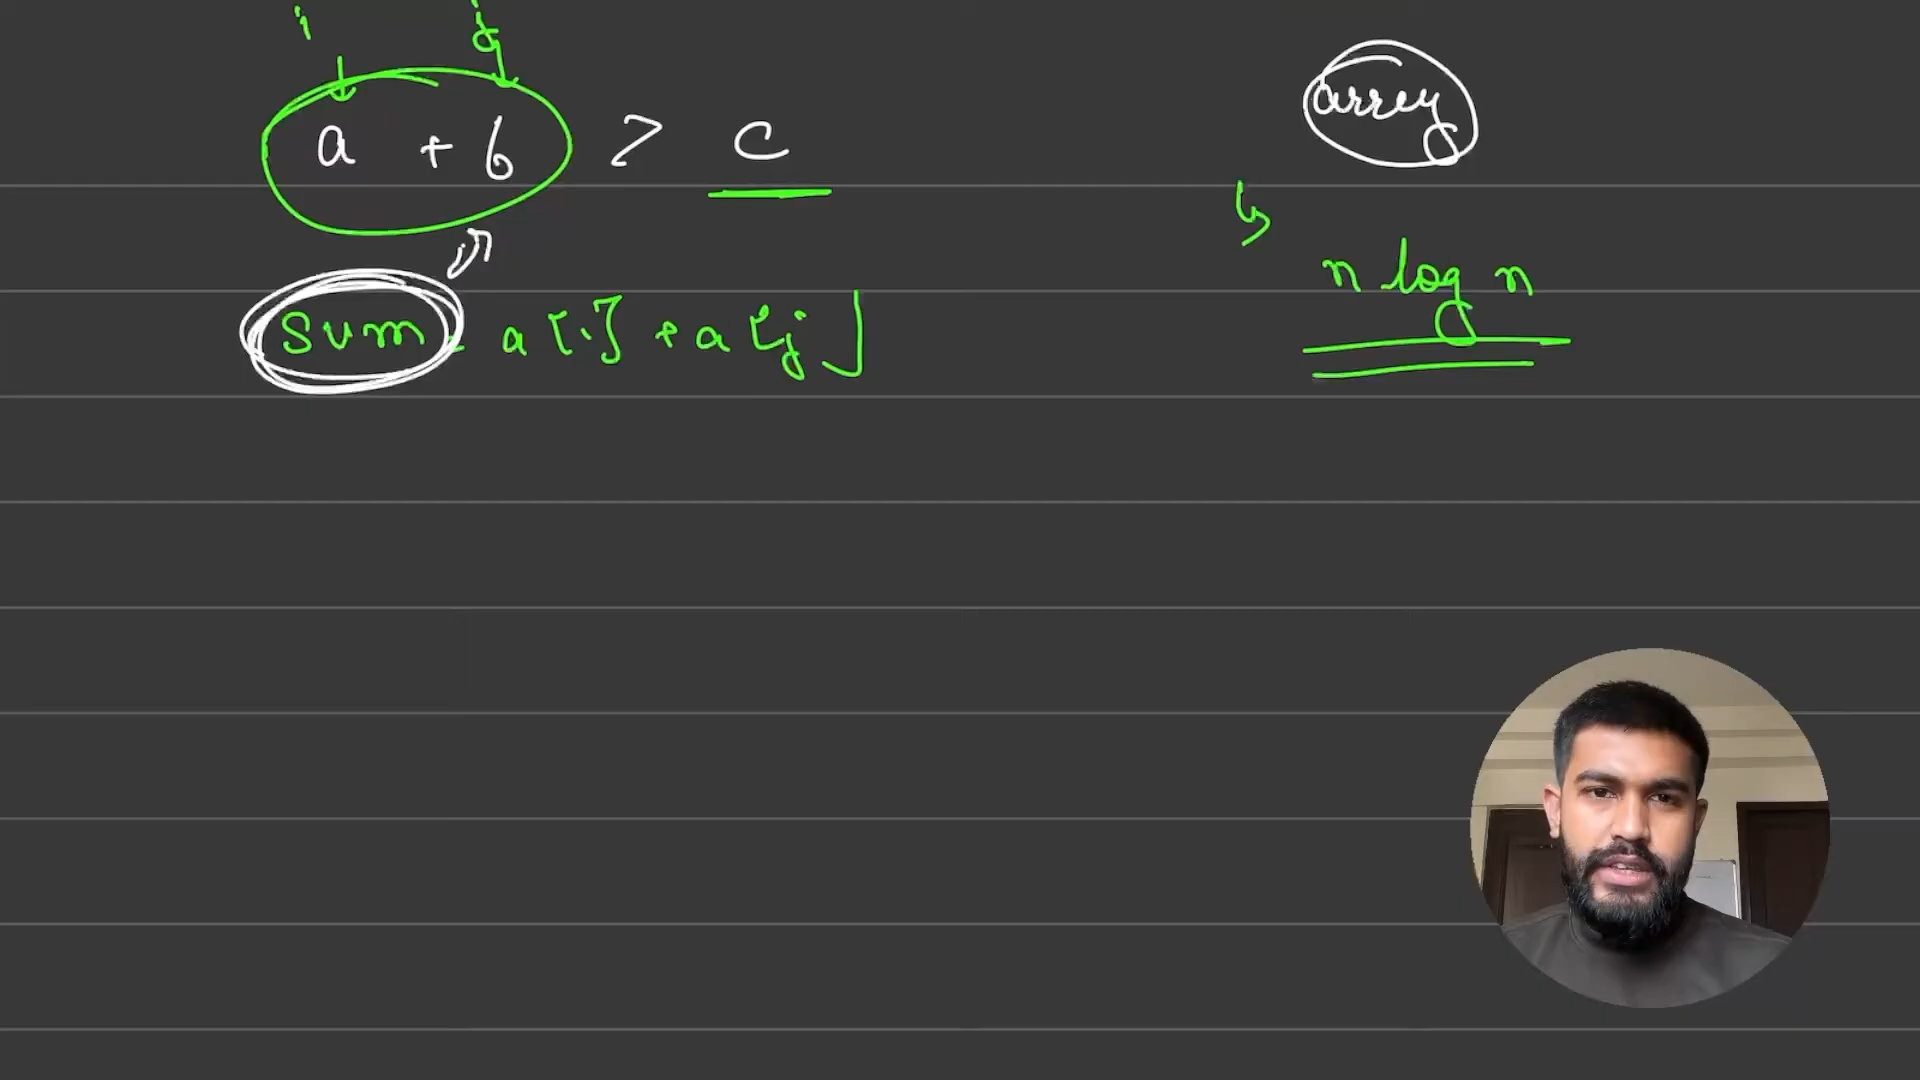 i j
a + b > c
array
n log n
sum = a[i] + a[j]